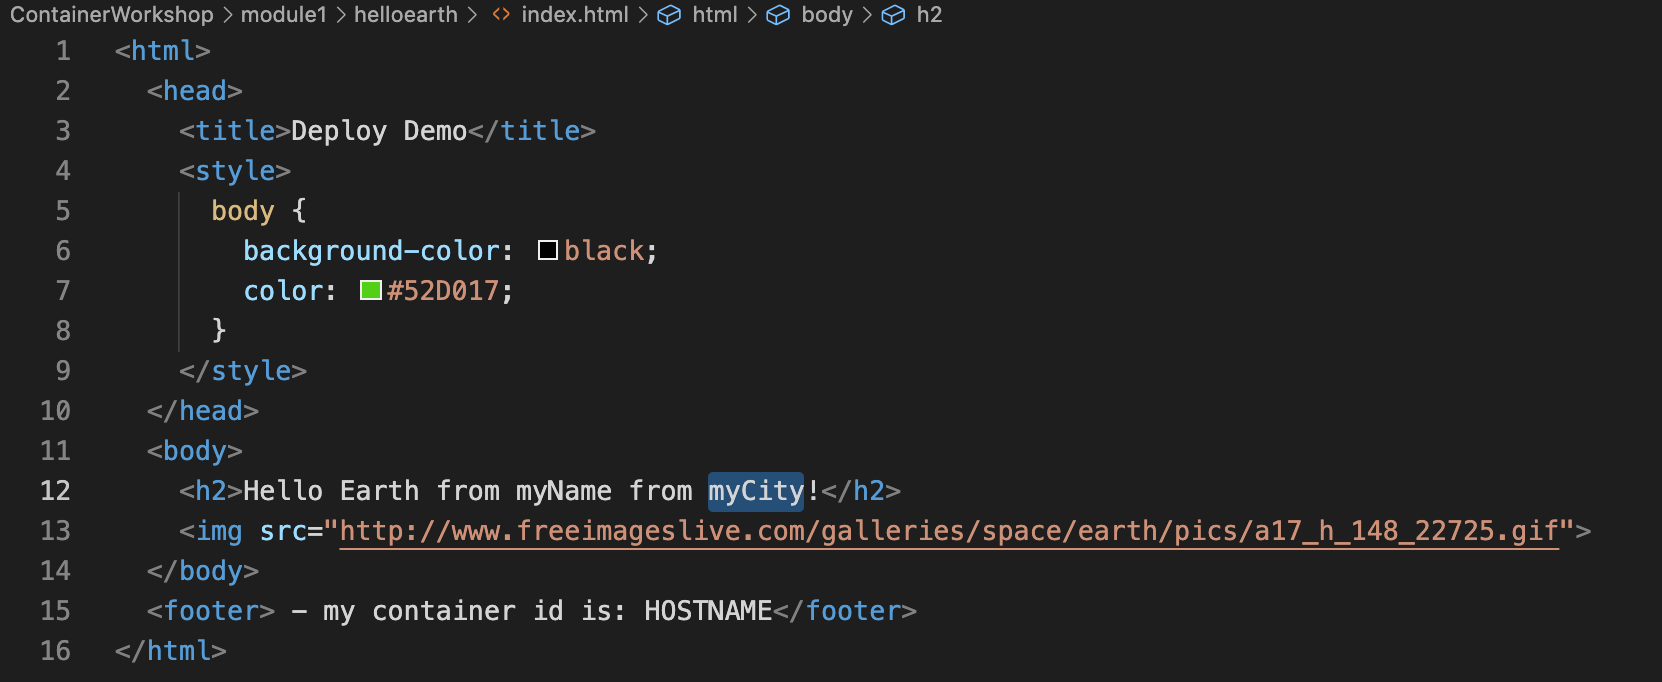 ContainerWorkshop > module1 > helloearth > <> index.html > html > body > h2
1 <html>
2 <head>
3 <title>Deploy Demo</title>
4 <style>
5 body {
6 background-color: black;
7 color: #52D017;
8 }
9 </style>
10 </head>
11 <body>
12 <h2>Hello Earth from myName from myCity!</h2>
13 <img src="http://www.freeimageslive.com/galleries/space/earth/pics/a17_h_148_22725.gif">
14 </body>
15 <footer> - my container id is: HOSTNAME</footer>
16 </html>